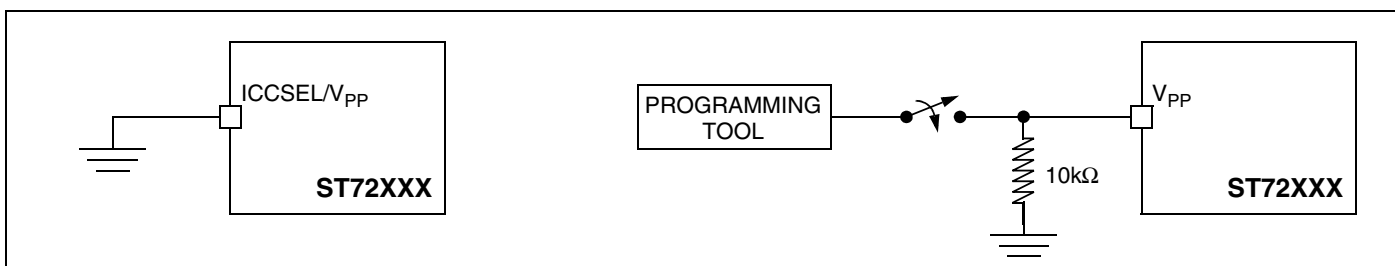 ICCSEL/VPP
ST72XXX
PROGRAMMING
TOOL
10kΩ
VPP
ST72XXX